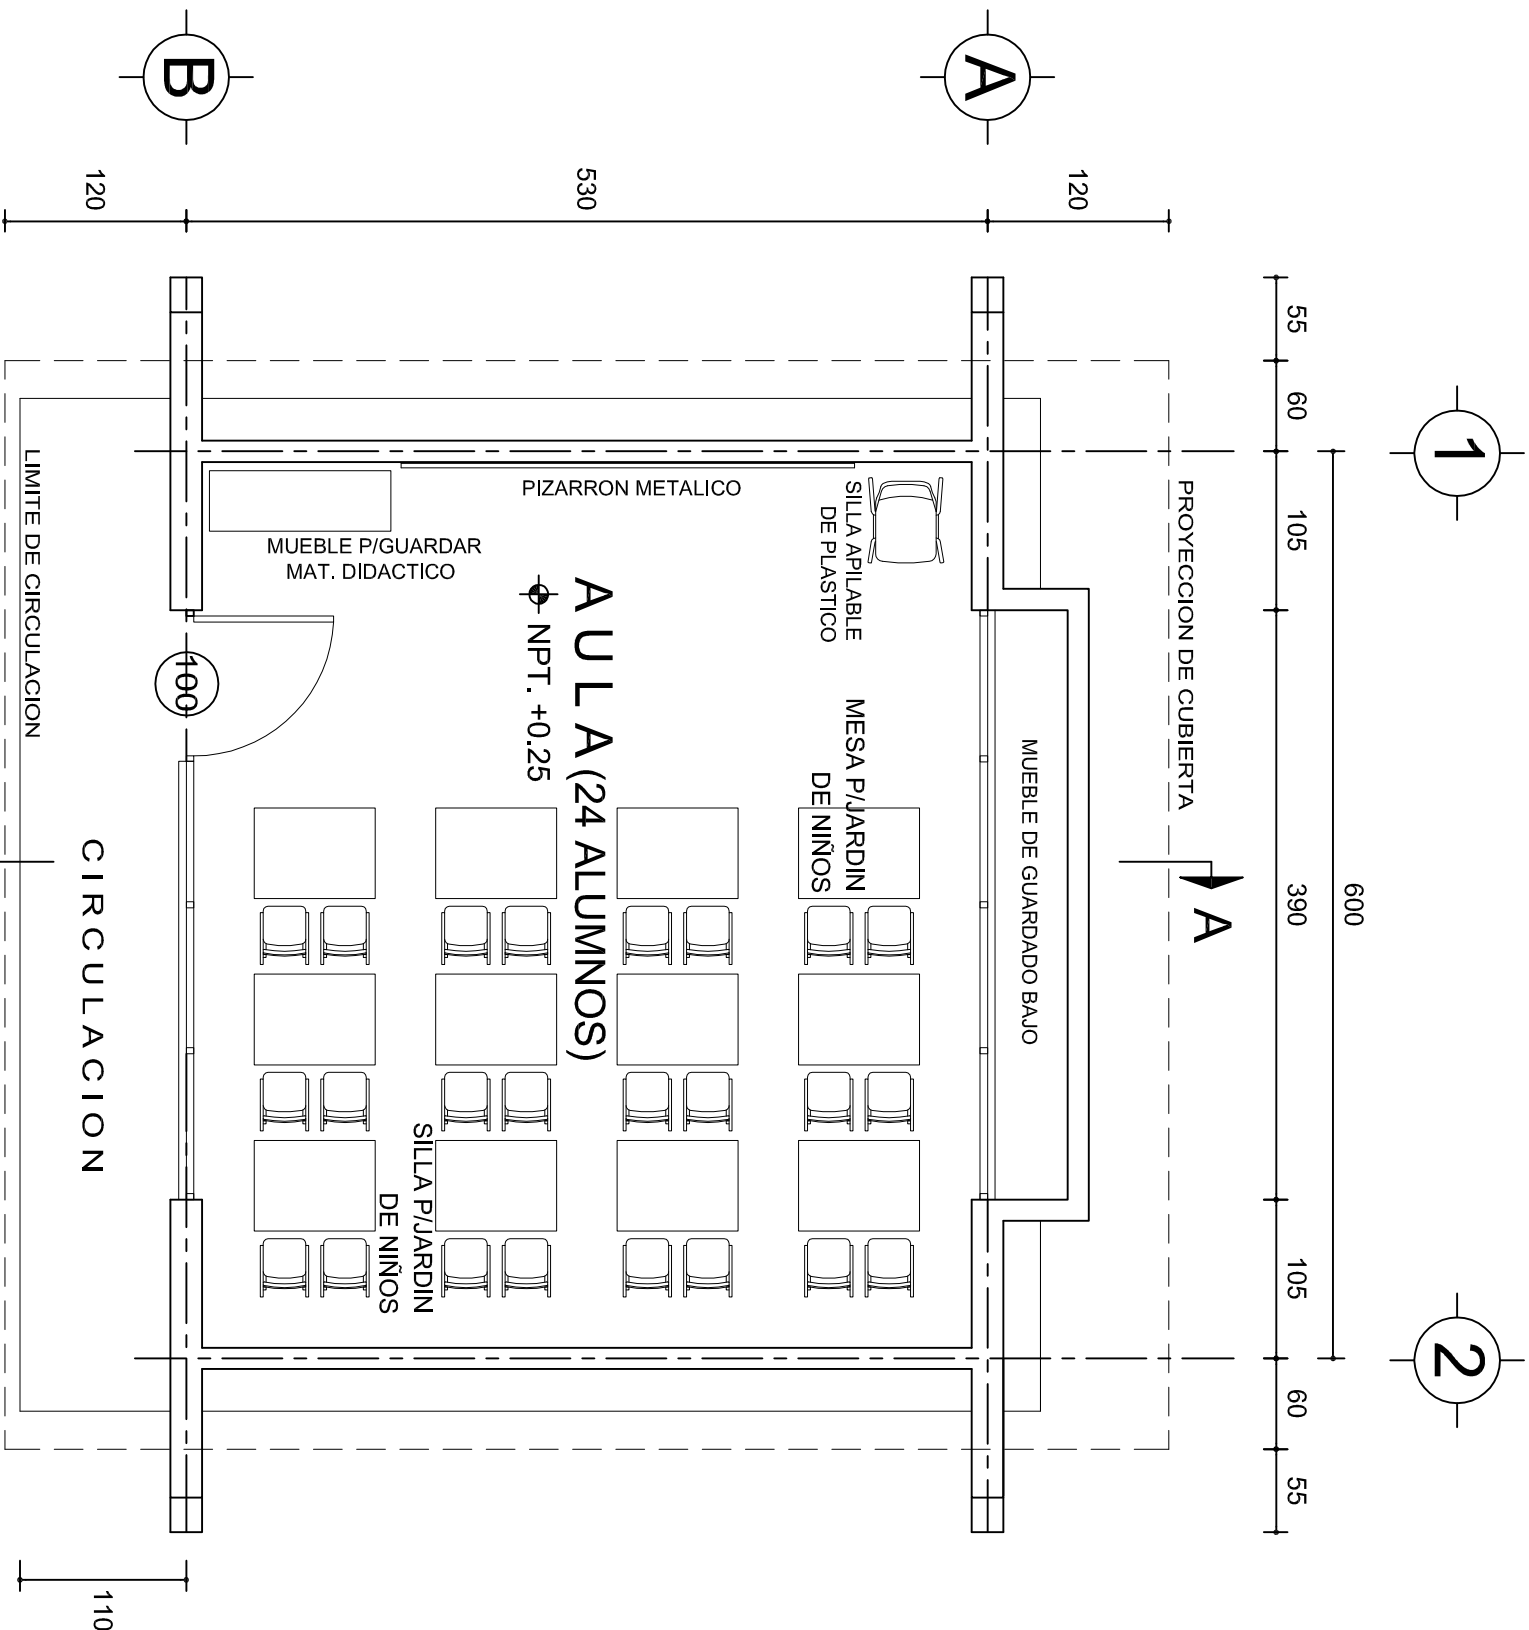 B
A
120
530
120
55
60
105
390
105
60
55
600
1
2
PROYECCION DE CUBIERTA
A
MUEBLE DE GUARDADO BAJO
SILLA APILABLE
DE PLASTICO
MESA P/JARDIN
DE NIÑOS
PIZARRON METALICO
A U L A (24 ALUMNOS)
NPT. +0.25
MUEBLE P/GUARDAR
MAT. DIDACTICO
SILLA P/JARDIN
DE NIÑOS
100
CIRCULACION
LIMITE DE CIRCULACION
110